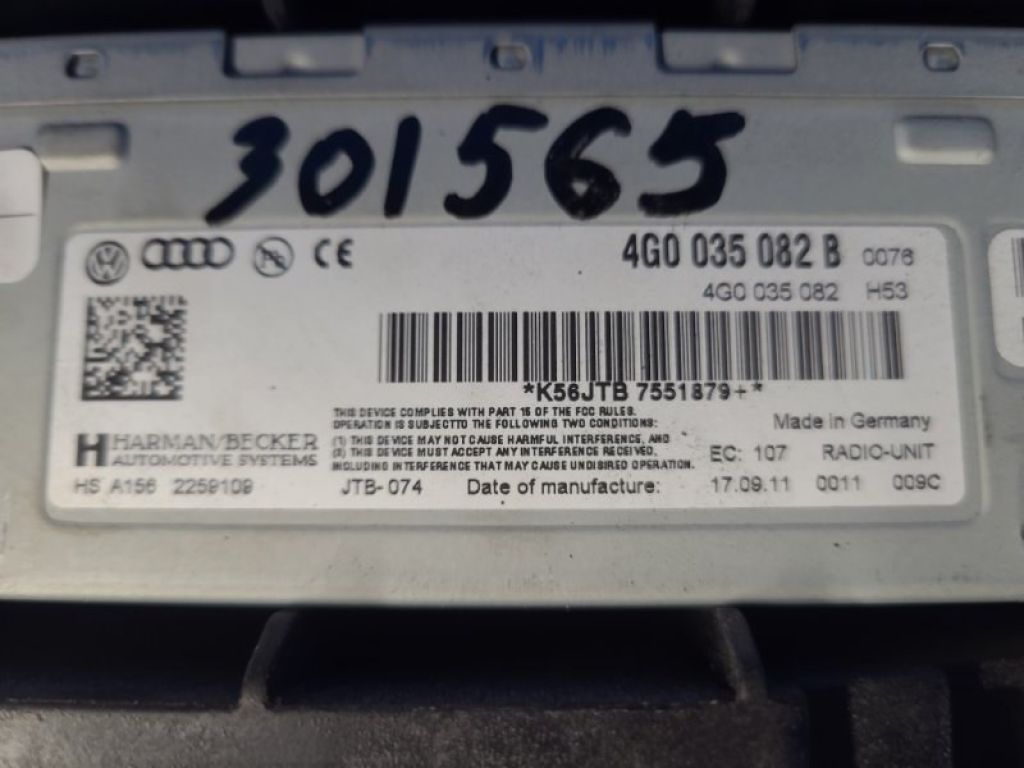 301565
4G0 035 082 B 0076
4G0 035 082 H53
*K56JTB 7551879+*
THIS DEVICE COMPLIES WITH PART 15 OF THE FCC RULES.
OPERATION IS SUBJECTTO THE FOLLOWING TWO CONDITIONS:
(1) THIS DEVICE MAY NOT CAUSE HARMFUL INTERFERENCE, AND
(2) THIS DEVICE MUST ACCEPT ANY INTERFERENCE RECEIVED,
INCLUDING INTERFERENCE THAT MAY CAUSE UNDISIRED OPERATION.
Made in Germany
HARMAN/BECKER
AUTOMOTIVE SYSTEMS
EC: 107 RADIO-UNIT
HS A156 2259109 JTB-074 Date of manufacture: 17.09.11 0011 009C